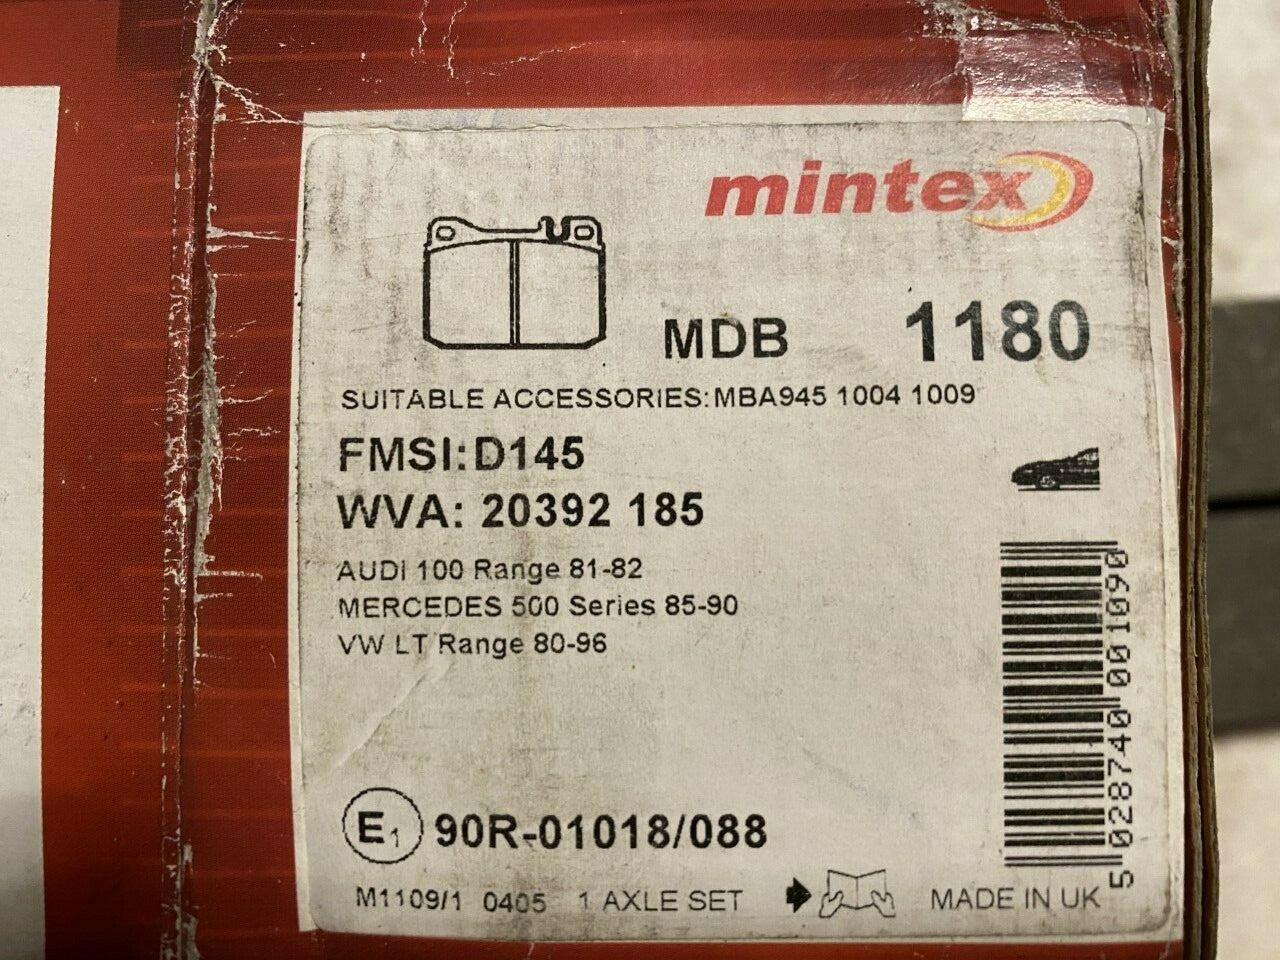 mintex
MDB 1180
SUITABLE ACCESSORIES:MBA945 1004 1009
FMSI:D145
WVA: 20392 185
AUDI 100 Range 81-82
MERCEDES 500 Series 85-90
VW LT Range 80-96
5 028740 001090
E1 90R-01018/088
M1109/1 0405 1 AXLE SET MADE IN UK